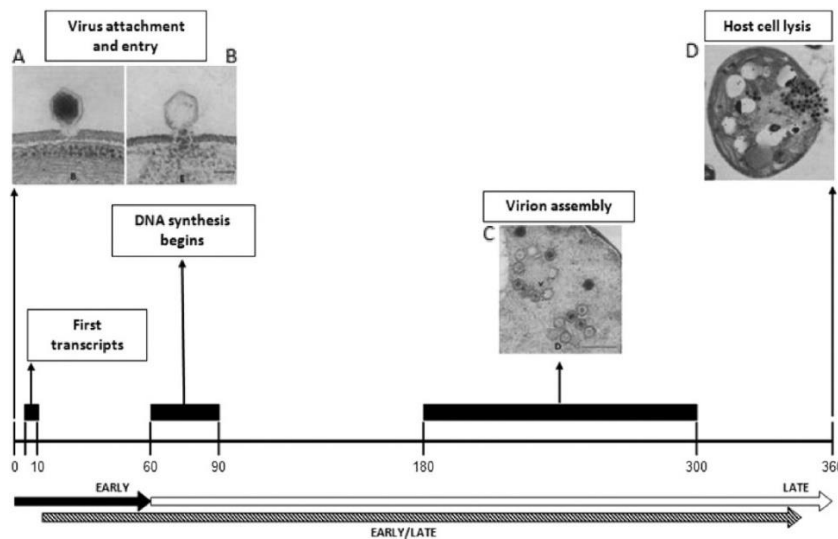 Virus attachment
and entry
A
B
B
E
Host cell lysis
D
DNA synthesis
begins
Virion assembly
C
V
D
First
transcripts
0
10
60
90
180
300
360
EARLY
LATE
EARLY/LATE